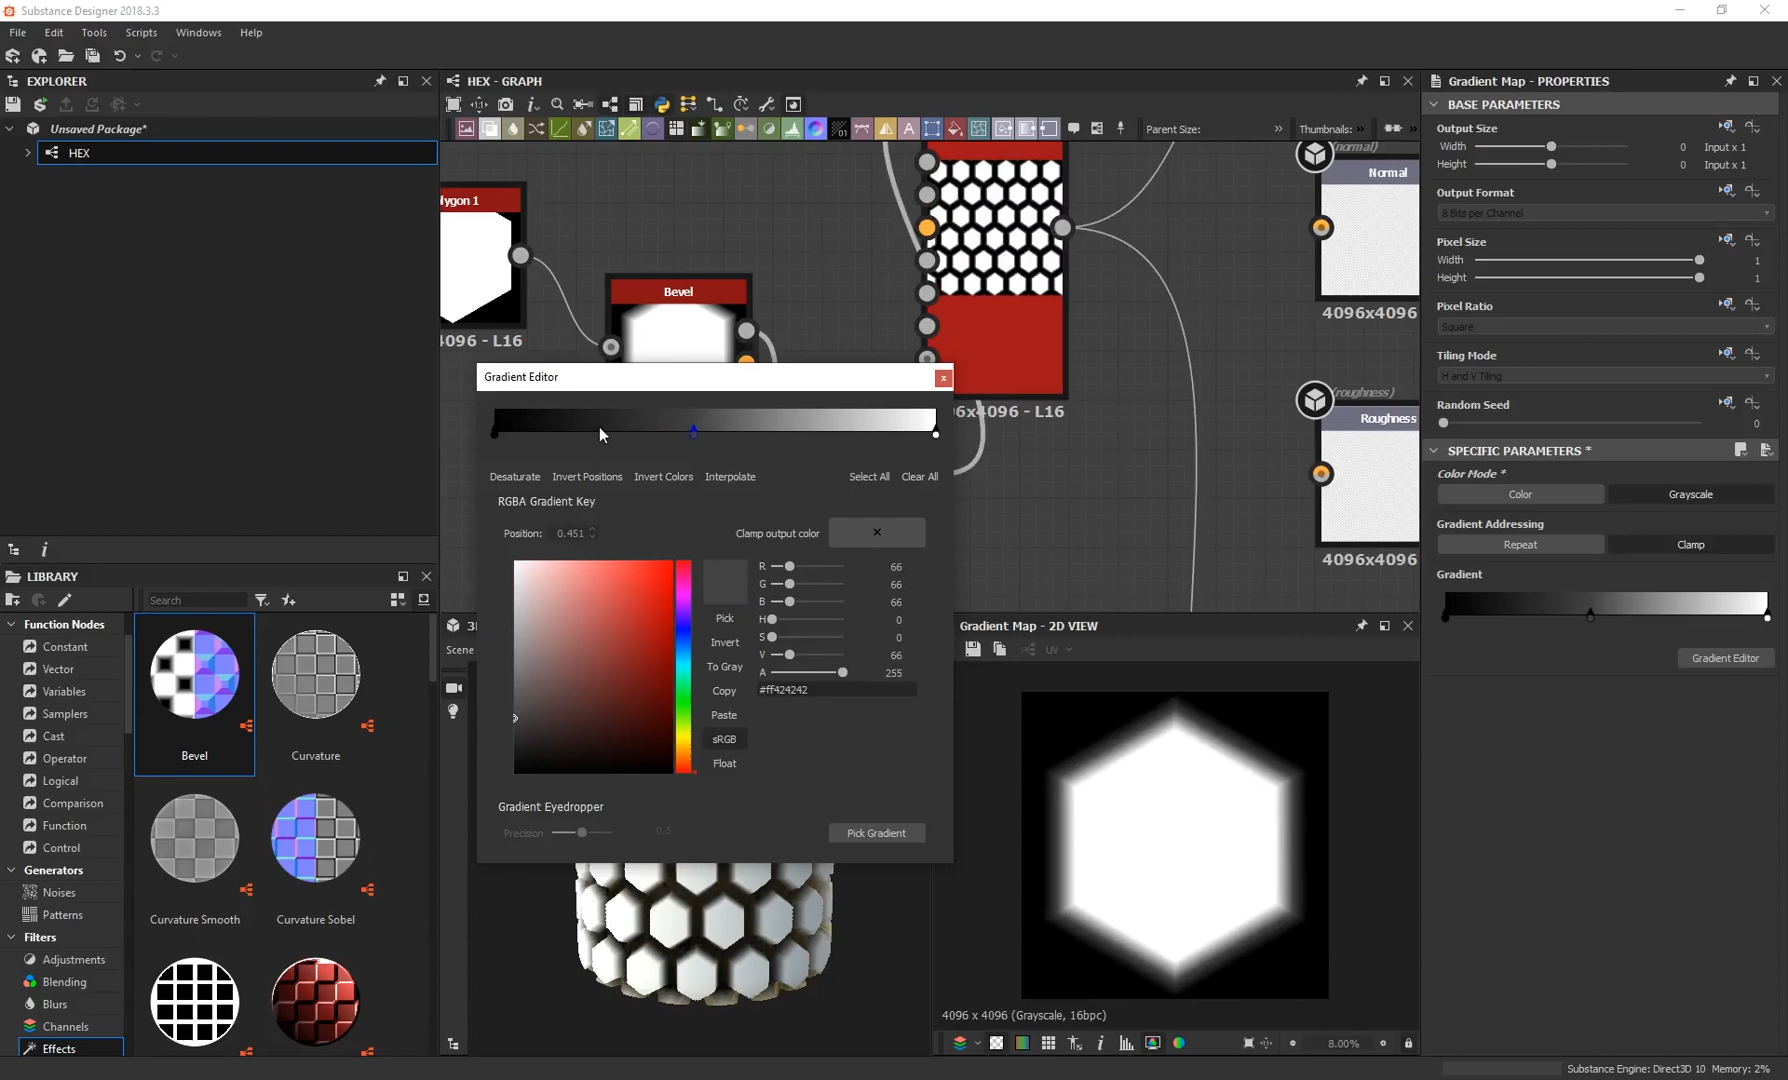 Substance Designer 2018.3.3
File Edit Tools Scripts Windows Help
EXPLORER
Unsaved Package*
HEX
LIBRARY
Search
Function Nodes
Constant
Vector
Variables
Samplers
Cast
Operator
Logical
Comparison
Function
Control
Generators
Noises
Patterns
Filters
Adjustments
Blending
Blurs
Channels
Effects
Bevel
Curvature
Curvature Smooth
Curvature Sobel
HEX - GRAPH
Parent Size:
Thumbnails:
lygon 1
4096 - L16
Bevel
6x4096 - L16
(normal)
Normal
4096x4096
(roughness)
Roughness
4096x4096
Gradient Editor
x
Desaturate Invert Positions Invert Colors Interpolate Select All Clear All
RGBA Gradient Key
Position: 0.451
Clamp output color
R 66
G 66
B 66
H 0
S 0
V 66
A 255
#ff424242
Pick
Invert
To Gray
Copy
Paste
sRGB
Float
Gradient Eyedropper
Precision 0.5
Pick Gradient
Scene
Gradient Map - 2D VIEW
UV
4096 x 4096 (Grayscale, 16bpc)
8.00%
Gradient Map - PROPERTIES
BASE PARAMETERS
Output Size
Width 0 Input x 1
Height 0 Input x 1
Output Format
8 Bits per Channel
Pixel Size
Width 1
Height 1
Pixel Ratio
Square
Tiling Mode
H and V Tiling
Random Seed
0
SPECIFIC PARAMETERS *
Color Mode *
Color Grayscale
Gradient Addressing
Repeat Clamp
Gradient
Gradient Editor
Substance Engine: Direct3D 10 Memory: 2%